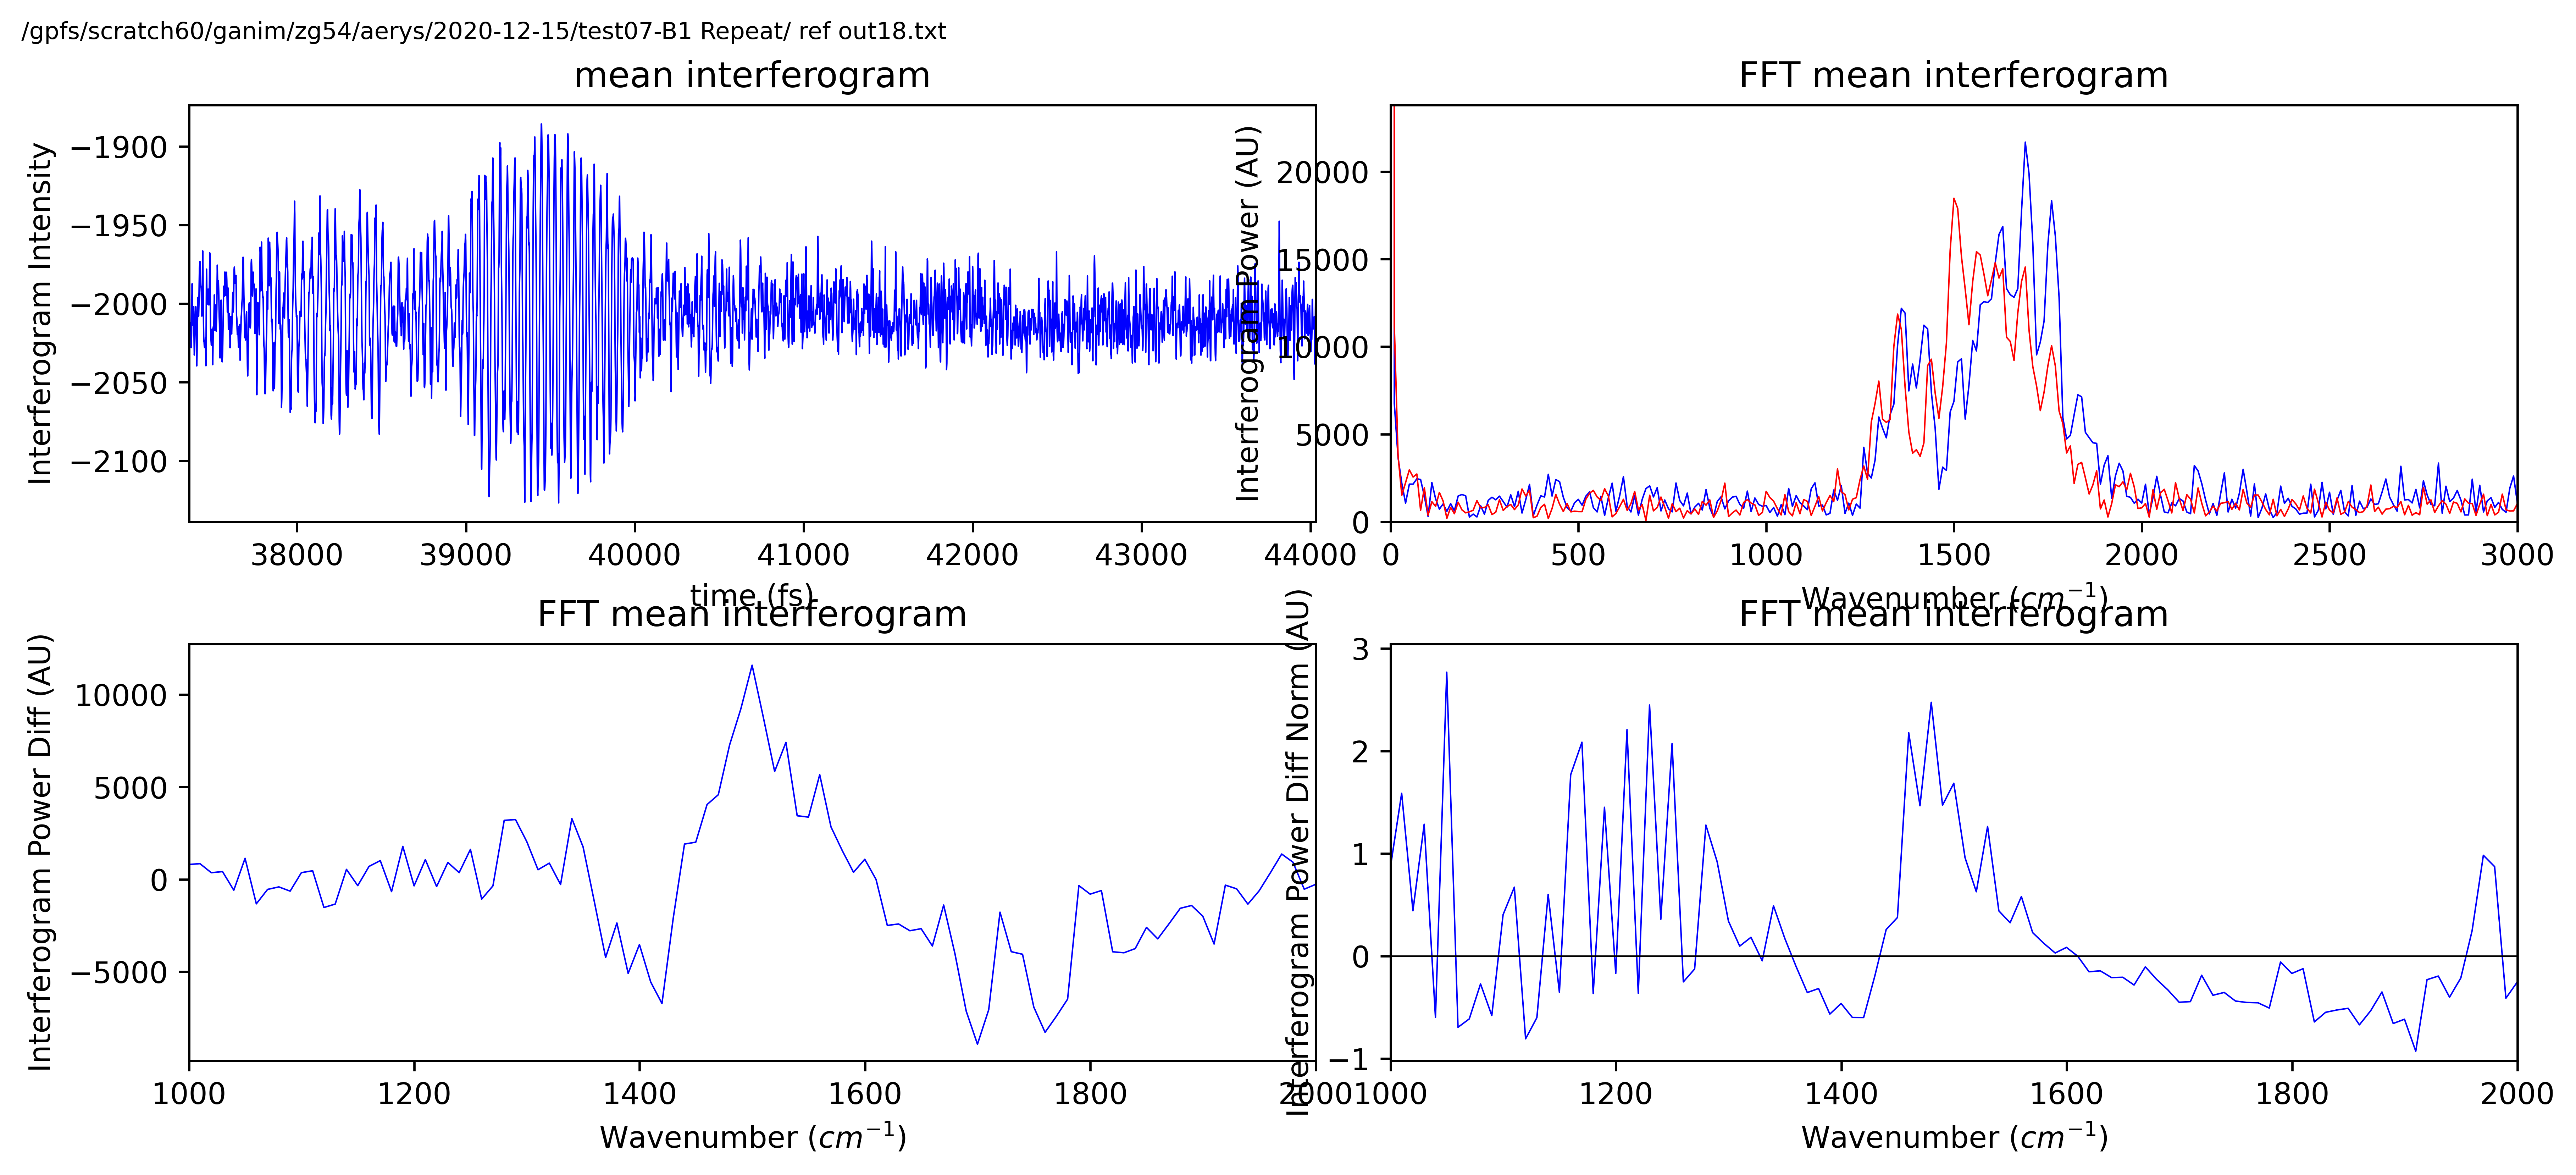 /gpfs/scratch60/ganim/zg54/aerys/2020-12-15/test07-B1 Repeat/ ref out18.txt
mean interferogram
Interferogram Intensity
−1900
−1950
−2000
−2050
−2100
38000 39000 40000 41000 42000 43000 44000
time (fs)
FFT mean interferogram
Interferogram Power (AU)
20000
15000
10000
5000
0
0 500 1000 1500 2000 2500 3000
Wavenumber (cm⁻¹)
FFT mean interferogram
Interferogram Power Diff (AU)
10000
5000
0
−5000
1000 1200 1400 1600 1800 2000
Wavenumber (cm⁻¹)
FFT mean interferogram
Interferogram Power Diff Norm (AU)
3
2
1
0
−1
1000 1200 1400 1600 1800 2000
Wavenumber (cm⁻¹)